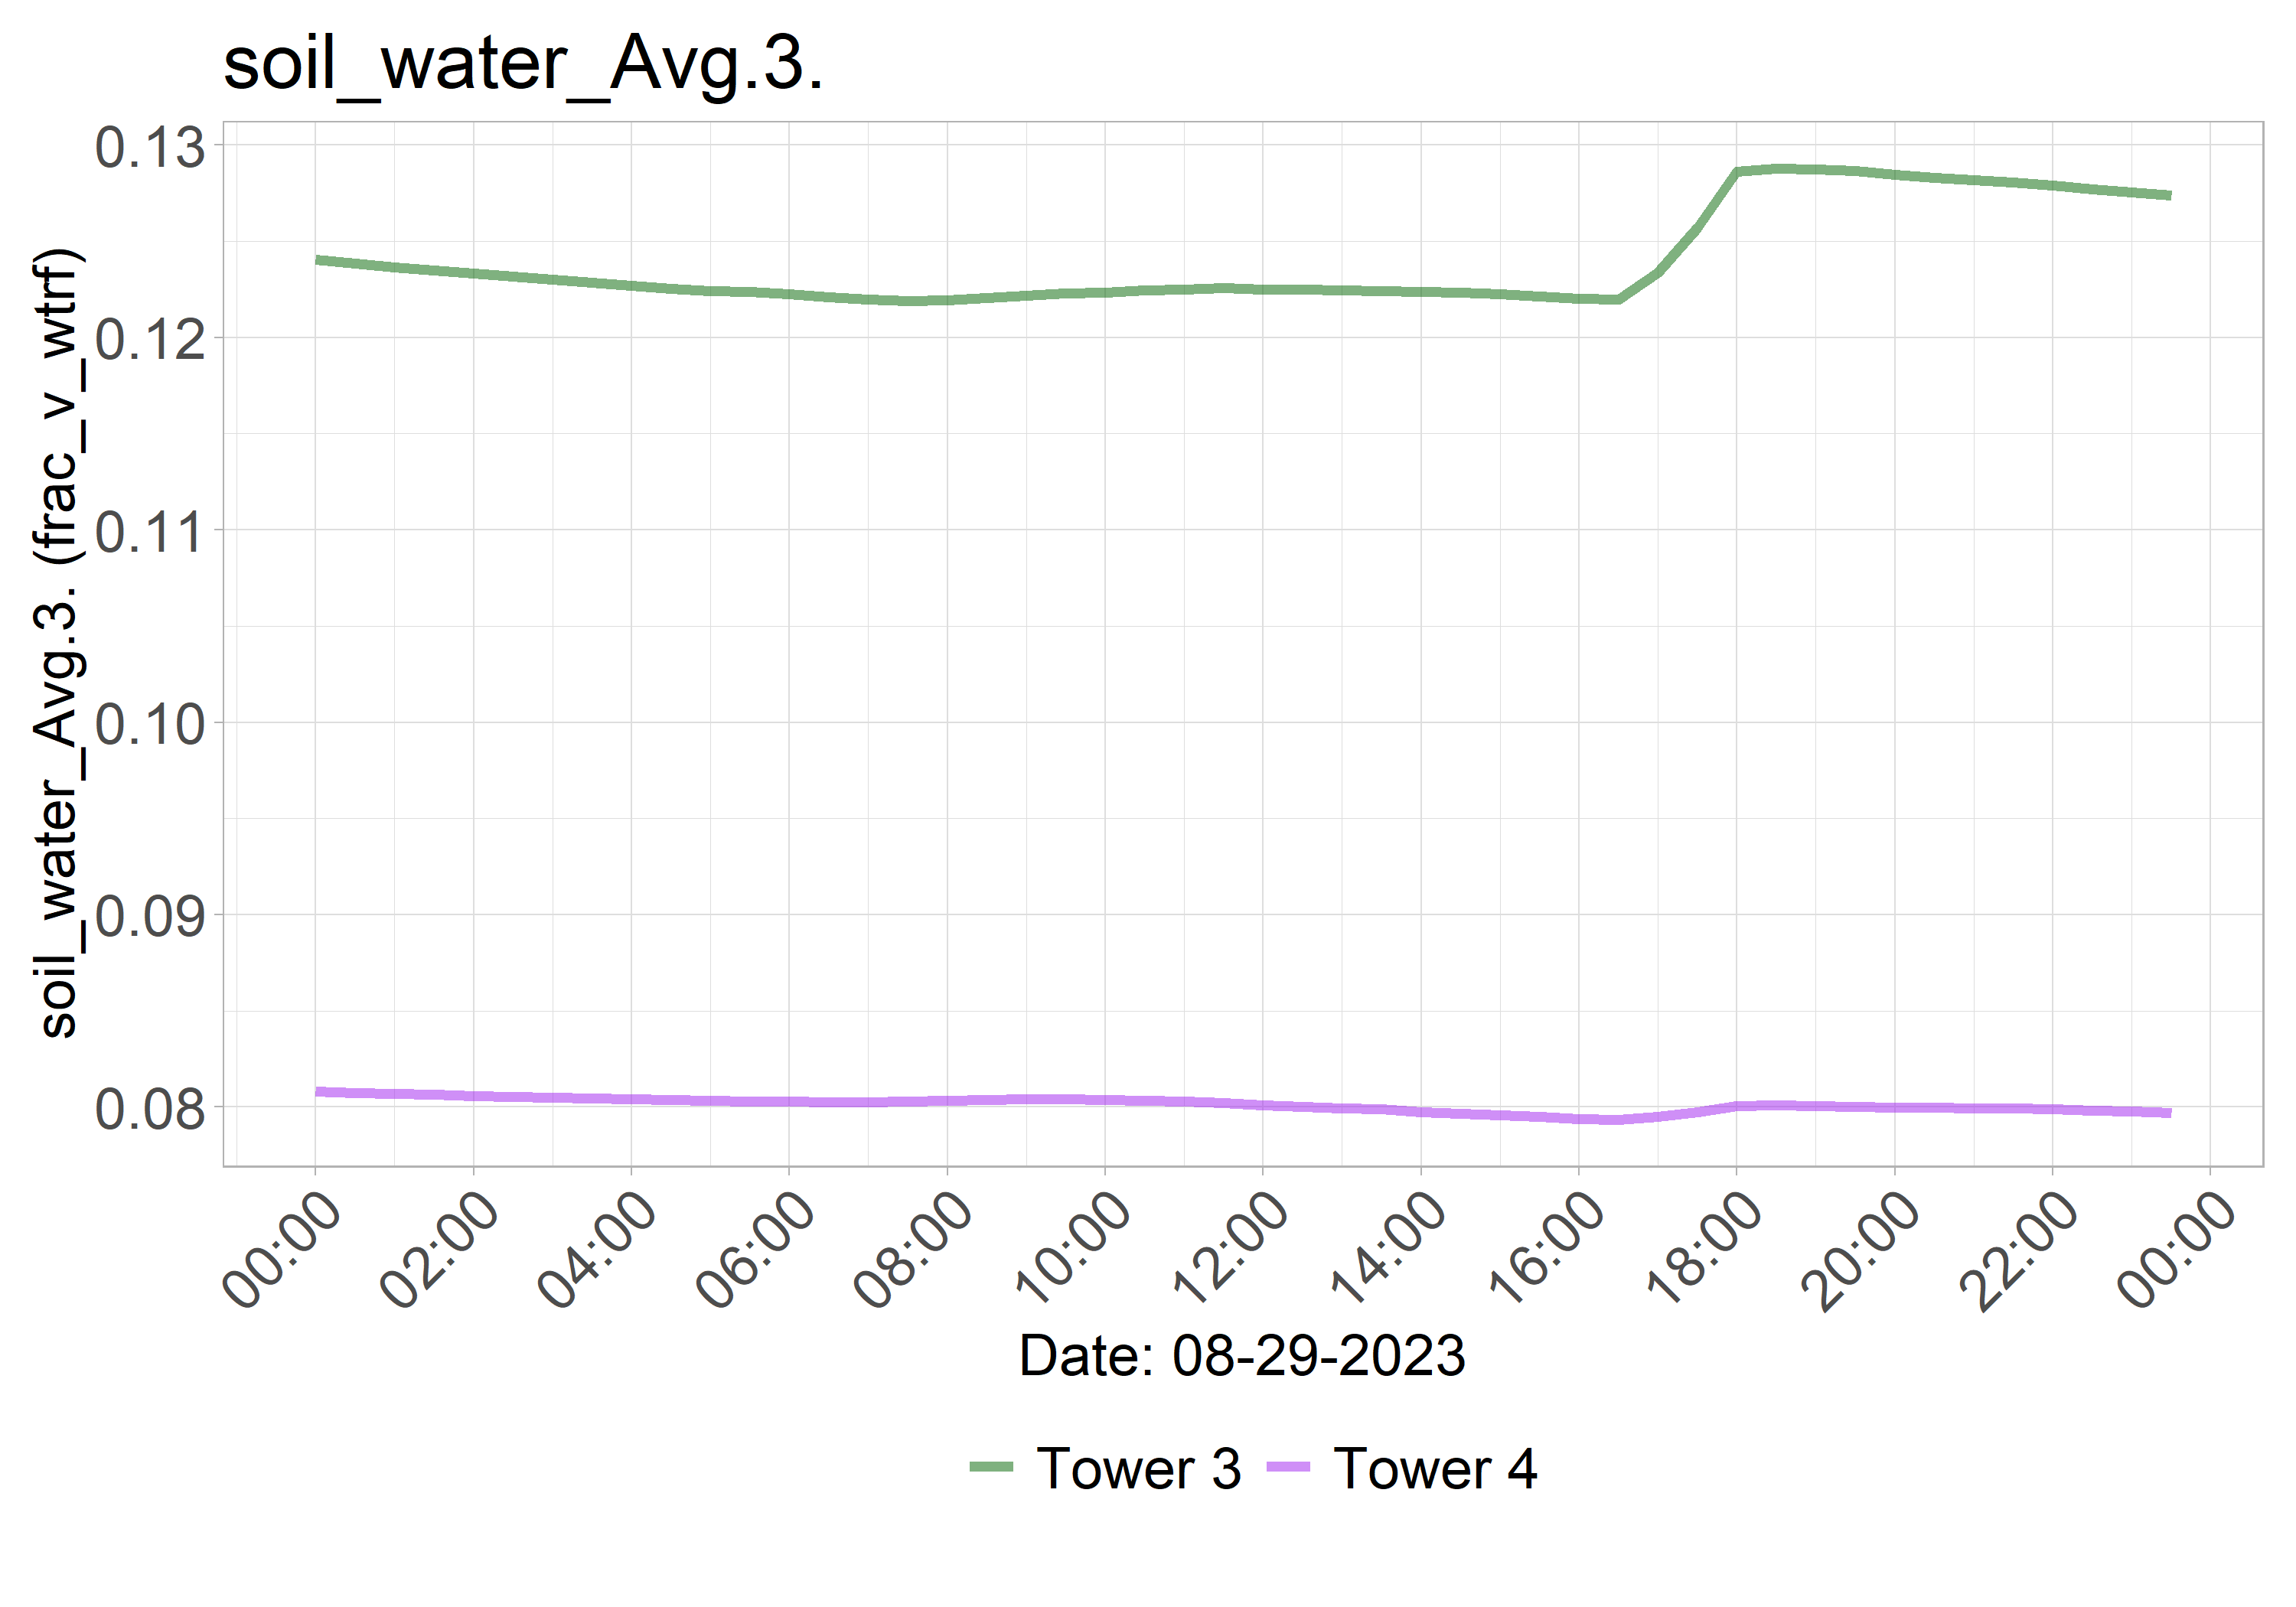 soil_water_Avg.3.
soil_water_Avg.3. (frac_v_wtrf)
0.13
0.12
0.11
0.10
0.09
0.08
00:00 02:00 04:00 06:00 08:00 10:00 12:00 14:00 16:00 18:00 20:00 22:00 00:00
Date: 08-29-2023
Tower 3 Tower 4